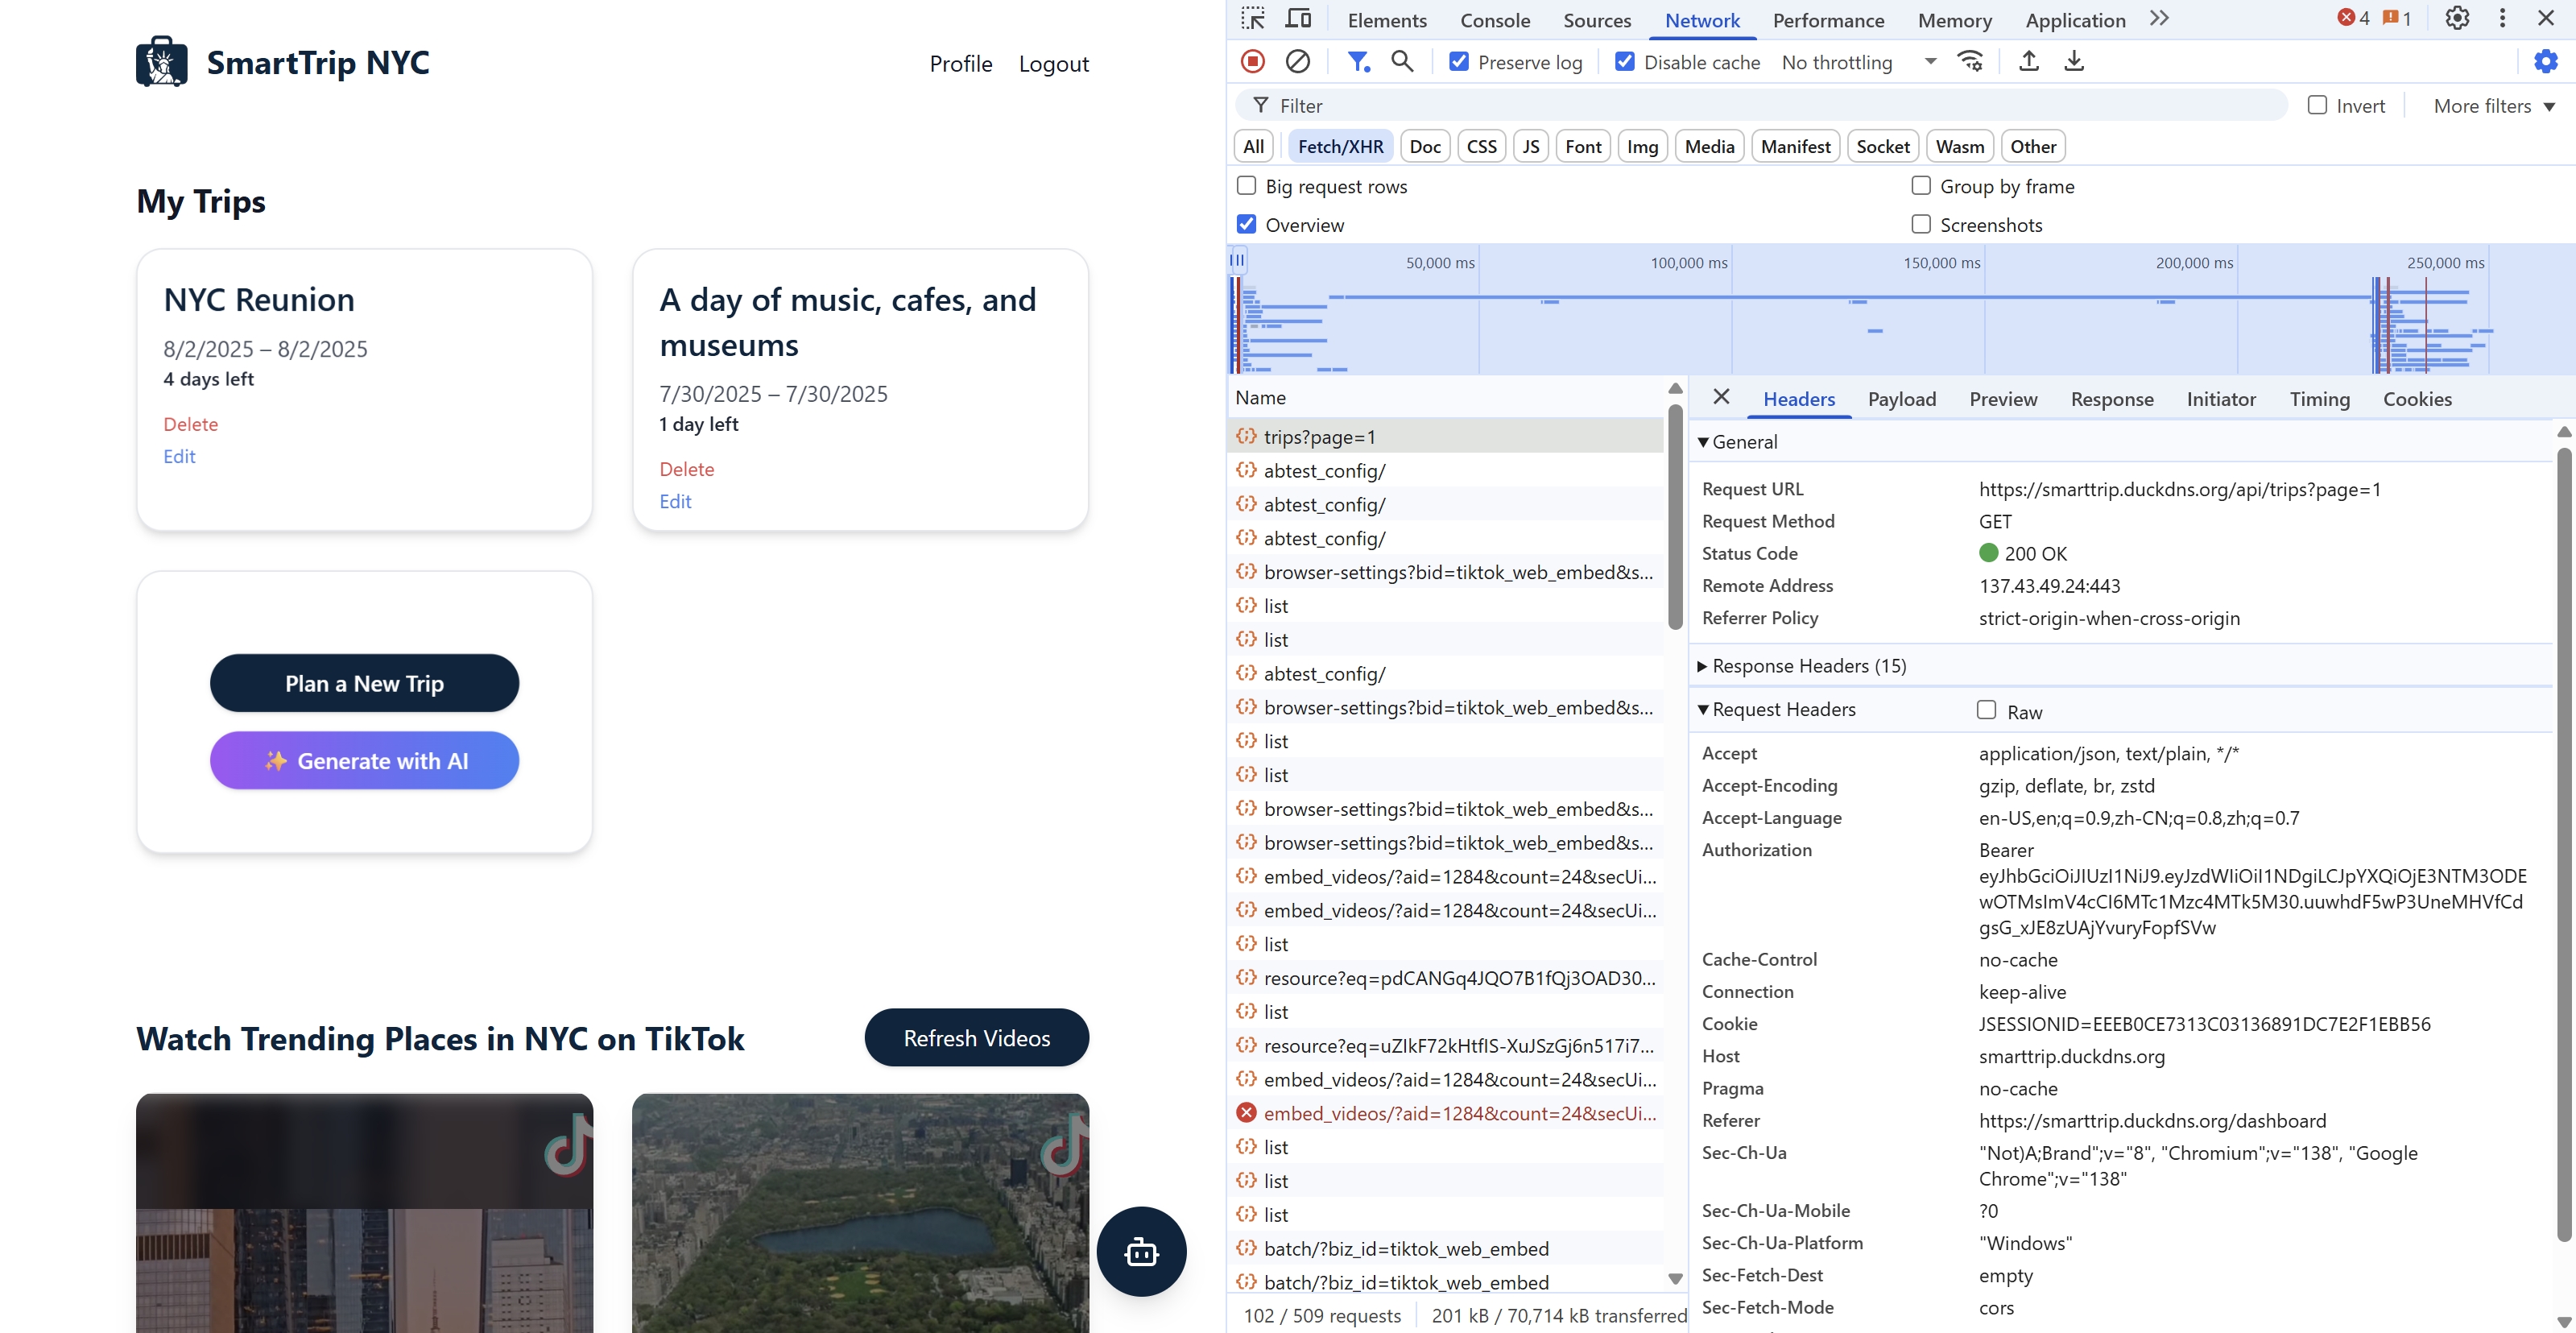 SmartTrip NYC
Profile
Logout
My Trips
NYC Reunion
8/2/2025 – 8/2/2025
4 days left
Delete
Edit
A day of music, cafes, and
museums
7/30/2025 – 7/30/2025
1 day left
Delete
Edit
Plan a New Trip
✨ Generate with AI
Watch Trending Places in NYC on TikTok
Refresh Videos
Elements Console Sources Network Performance Memory Application
4 1
Preserve log Disable cache No throttling
Filter
Invert More filters
All Fetch/XHR Doc CSS JS Font Img Media Manifest Socket Wasm Other
Big request rows Group by frame
Overview Screenshots
50,000 ms 100,000 ms 150,000 ms 200,000 ms 250,000 ms
Name
trips?page=1
abtest_config/
abtest_config/
abtest_config/
browser-settings?bid=tiktok_web_embed&s...
list
list
abtest_config/
browser-settings?bid=tiktok_web_embed&s...
list
list
browser-settings?bid=tiktok_web_embed&s...
browser-settings?bid=tiktok_web_embed&s...
embed_videos/?aid=1284&count=24&secUi...
embed_videos/?aid=1284&count=24&secUi...
list
resource?eq=pdCANGq4JQO7B1fQj3OAD30...
list
resource?eq=uZIkF72kHtfIS-XuJSzGj6n517i7...
embed_videos/?aid=1284&count=24&secUi...
embed_videos/?aid=1284&count=24&secUi...
list
list
list
batch/?biz_id=tiktok_web_embed
batch/?biz_id=tiktok_web_embed
102 / 509 requests 201 kB / 70,714 kB transferred
Headers Payload Preview Response Initiator Timing Cookies
General
Request URL https://smarttrip.duckdns.org/api/trips?page=1
Request Method GET
Status Code 200 OK
Remote Address 137.43.49.24:443
Referrer Policy strict-origin-when-cross-origin
Response Headers (15)
Request Headers Raw
Accept application/json, text/plain, */*
Accept-Encoding gzip, deflate, br, zstd
Accept-Language en-US,en;q=0.9,zh-CN;q=0.8,zh;q=0.7
Authorization Bearer
eyJhbGciOiJIUzI1NiJ9.eyJzdWIiOiI1NDgiLCJpYXQiOjE3NTM3ODE
wOTMsImV4cCI6MTc1Mzc4MTk5M30.uuwhdF5wP3UneMHVfCd
gsG_xJE8zUAjYvuryFopfSVw
Cache-Control no-cache
Connection keep-alive
Cookie JSESSIONID=EEEB0CE7313C03136891DC7E2F1EBB56
Host smarttrip.duckdns.org
Pragma no-cache
Referer https://smarttrip.duckdns.org/dashboard
Sec-Ch-Ua "Not)A;Brand";v="8", "Chromium";v="138", "Google
Chrome";v="138"
Sec-Ch-Ua-Mobile ?0
Sec-Ch-Ua-Platform "Windows"
Sec-Fetch-Dest empty
Sec-Fetch-Mode cors